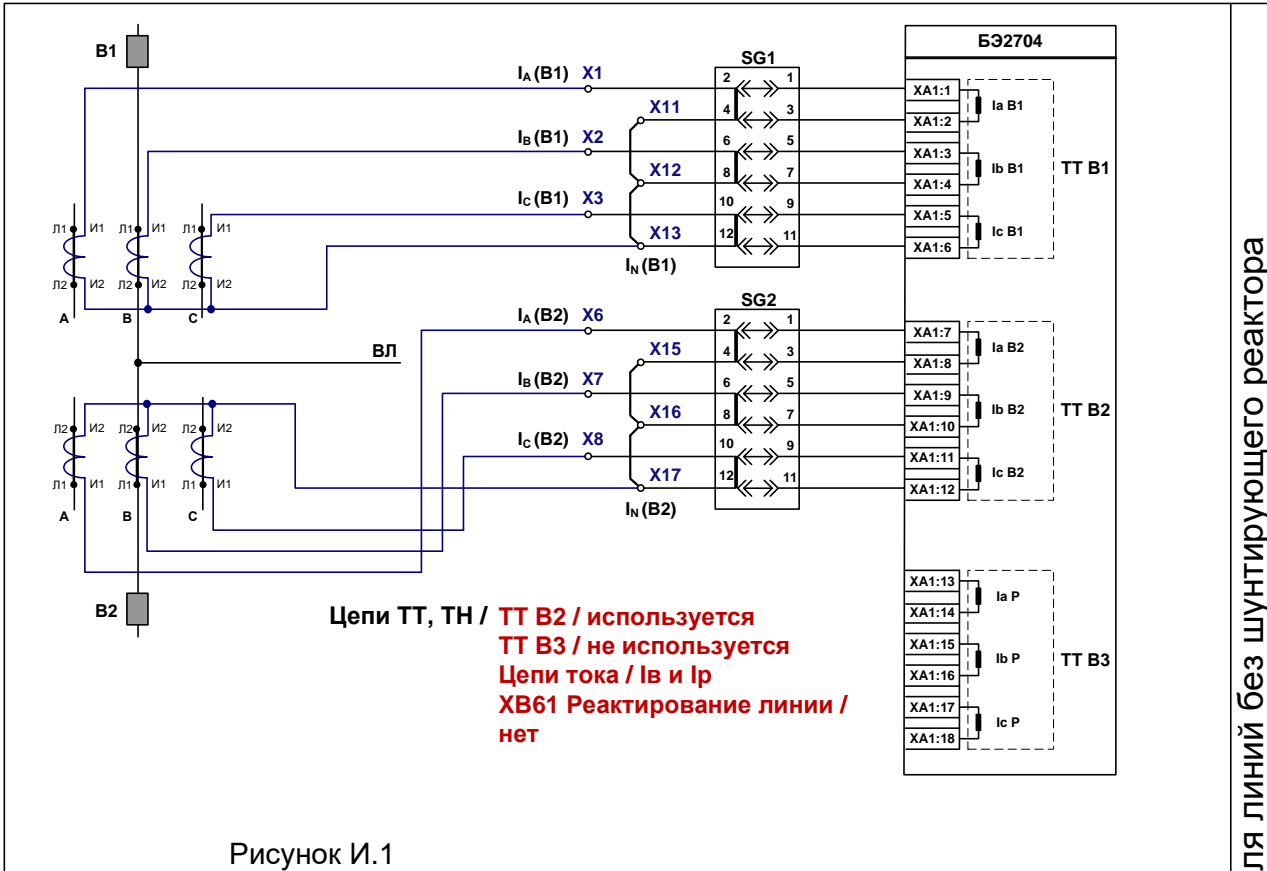 БЭ2704
B1
SG1
IA (B1) X1
2 1
XA1:1
Ia B1
X11
4 3
XA1:2
IB (B1) X2
6 5
XA1:3
Ib B1
TT B1
X12
8 7
XA1:4
IC (B1) X3
10 9
XA1:5
Ic B1
X13
12 11
XA1:6
IN (B1)
Л1 И1 Л1 И1 Л1 И1
Л2 И2 Л2 И2 Л2 И2
A B C
SG2
IA (B2) X6
2 1
XA1:7
Ia B2
X15
4 3
XA1:8
ВЛ
IB (B2) X7
6 5
XA1:9
Ib B2
TT B2
X16
8 7
XA1:10
IC (B2) X8
10 9
XA1:11
Ic B2
X17
12 11
XA1:12
IN (B2)
Л2 И2 Л2 И2 Л2 И2
Л1 И1 Л1 И1 Л1 И1
A B C
B2
XA1:13
Ia P
XA1:14
XA1:15
Ib P
TT B3
XA1:16
XA1:17
Ic P
XA1:18
Цепи ТТ, ТН / ТТ В2 / используется
ТТ В3 / не используется
Цепи тока / Iв и Iр
XB61 Реактирование линии /
нет
Рисунок И.1
ля линий без шунтирующего реактора